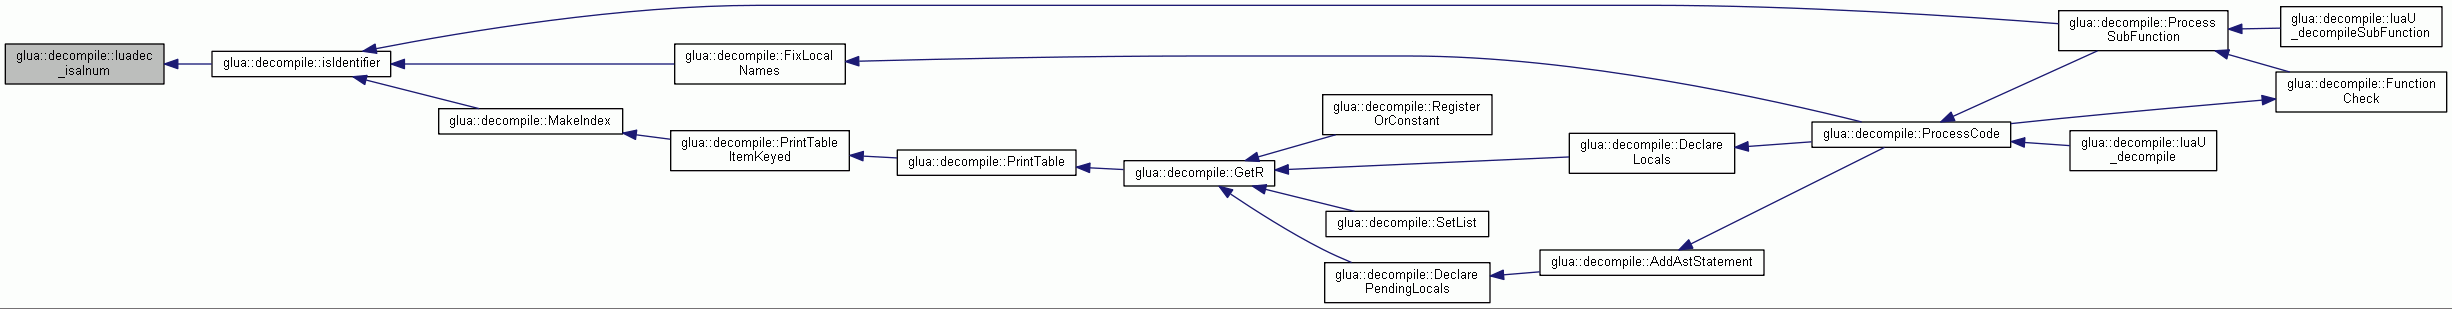 glua::decompile::luadec
_isalnum
glua::decompile::isIdentifier
glua::decompile::FixLocal
Names
glua::decompile::MakeIndex
glua::decompile::PrintTable
ItemKeyed
glua::decompile::PrintTable
glua::decompile::GetR
glua::decompile::Register
OrConstant
glua::decompile::Declare
Locals
glua::decompile::SetList
glua::decompile::Declare
PendingLocals
glua::decompile::AddAstStatement
glua::decompile::ProcessCode
glua::decompile::Process
SubFunction
glua::decompile::luaU
_decompileSubFunction
glua::decompile::Function
Check
glua::decompile::luaU
_decompile